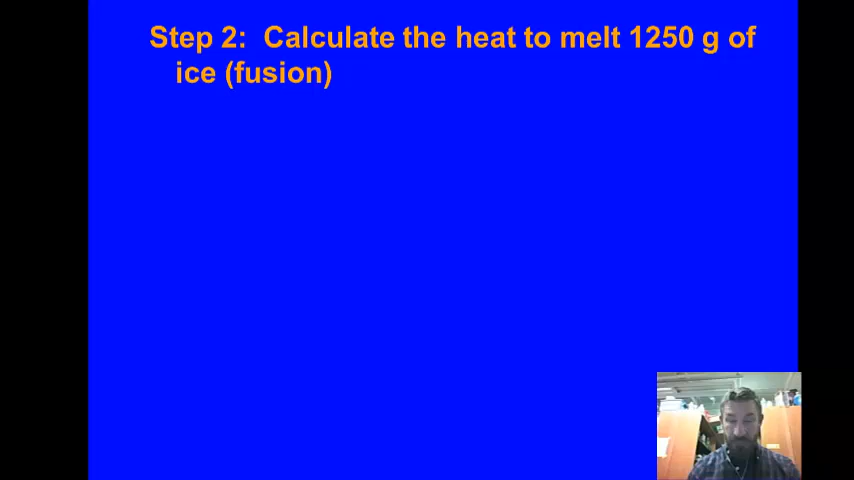 Step 2:  Calculate the heat to melt 1250 g of
ice (fusion)